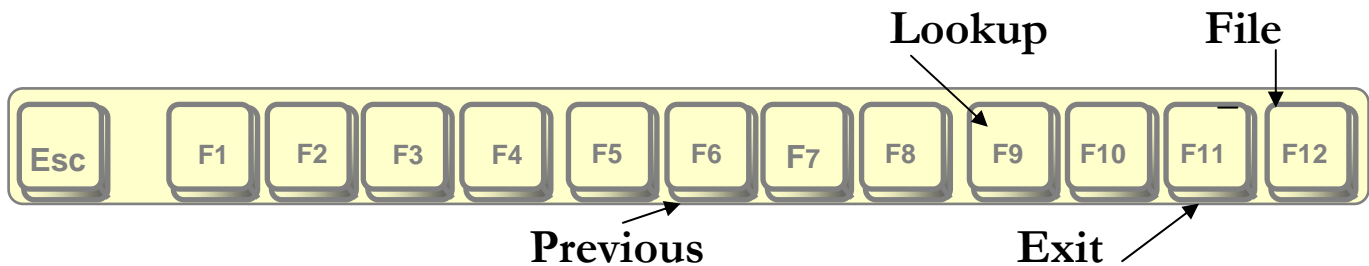 Lookup File
Esc F1 F2 F3 F4 F5 F6 F7 F8 F9 F10 F11 F12
Previous Exit